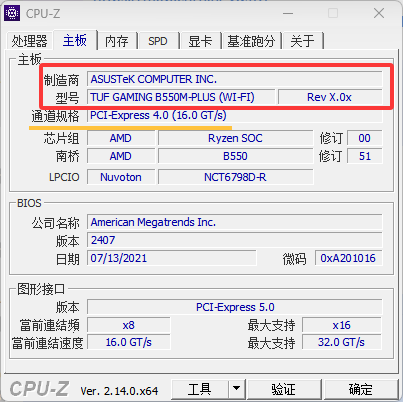 CPU-Z
处理器 主板 内存 SPD 显卡 基准跑分 关于
主板
制造商 ASUSTeK COMPUTER INC.
型号 TUF GAMING B550M-PLUS (WI-FI) Rev X.0x
通道规格 PCI-Express 4.0 (16.0 GT/s)
芯片组 AMD Ryzen SOC 修订 00
南桥 AMD B550 修订 51
LPCIO Nuvoton NCT6798D-R
BIOS
公司名称 American Megatrends Inc.
版本 2407
日期 07/13/2021 微码 0xA201016
图形接口
版本 PCI-Express 5.0
當前連結頻 x8 最大支持 x16
當前連結速度 16.0 GT/s 最大支持 32.0 GT/s
CPU-Z Ver. 2.14.0.x64 工具 验证 确定